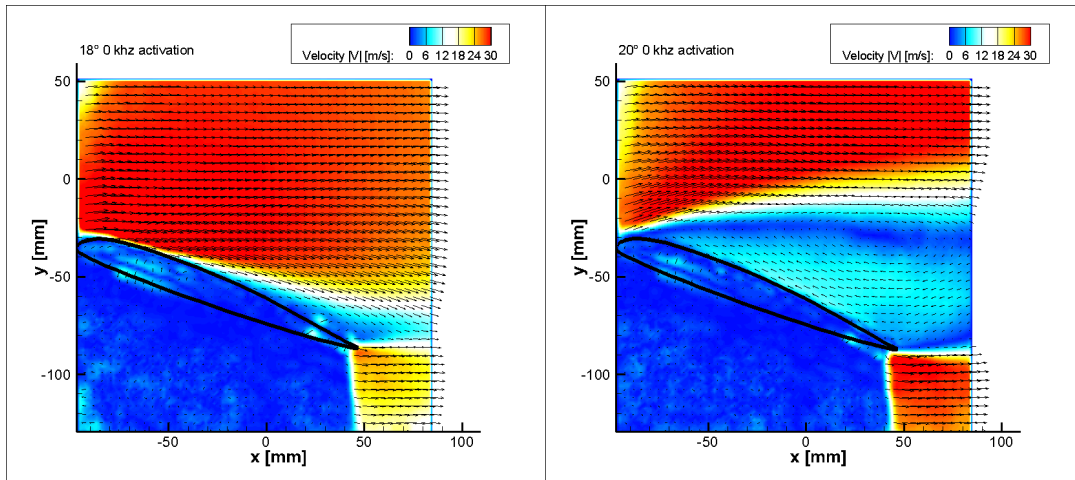 18° 0 khz activation
Velocity |V| [m/s]:
0 6 12 18 24 30
y [mm]
50
0
-50
-100
-50 0 50 100
x [mm]
20° 0 khz activation
Velocity |V| [m/s]:
0 6 12 18 24 30
y [mm]
50
0
-50
-100
-50 0 50 100
x [mm]